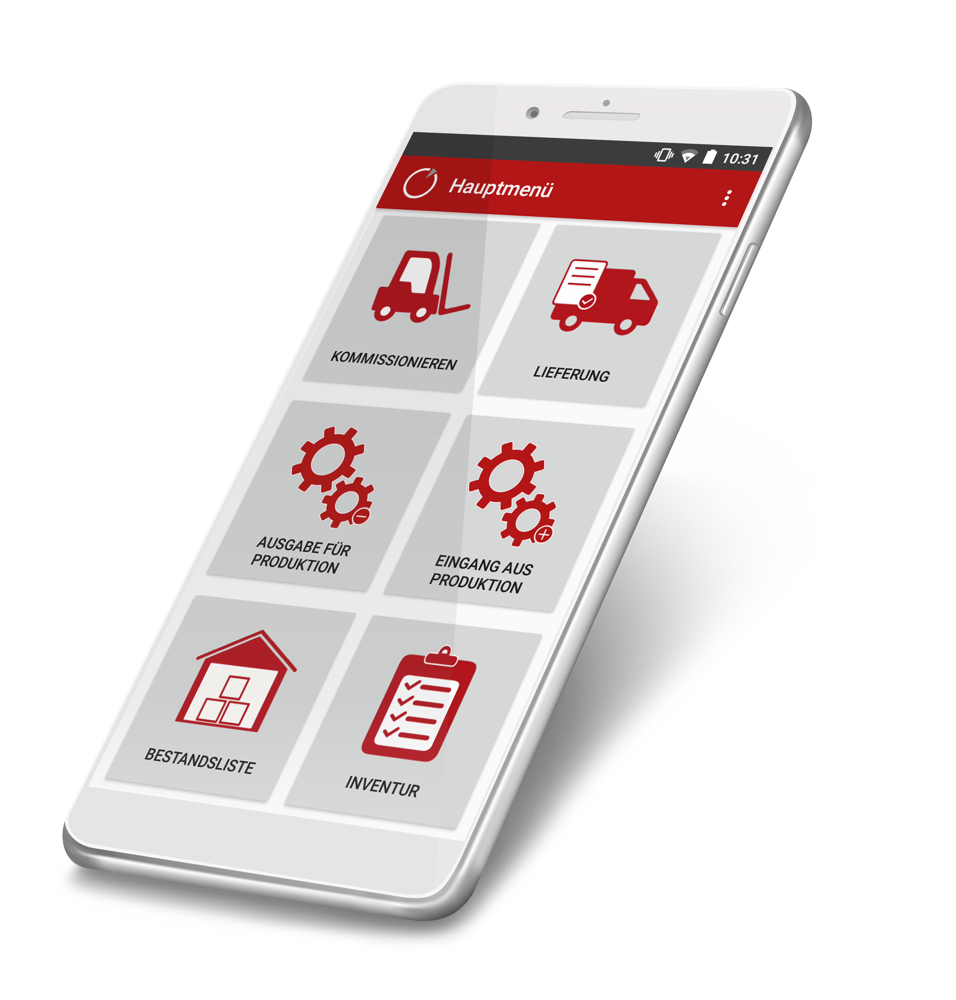 10:31
Hauptmenü
KOMMISSIONIEREN
LIEFERUNG
AUSGABE FÜR
PRODUKTION
EINGANG AUS
PRODUKTION
BESTANDSLISTE
INVENTUR